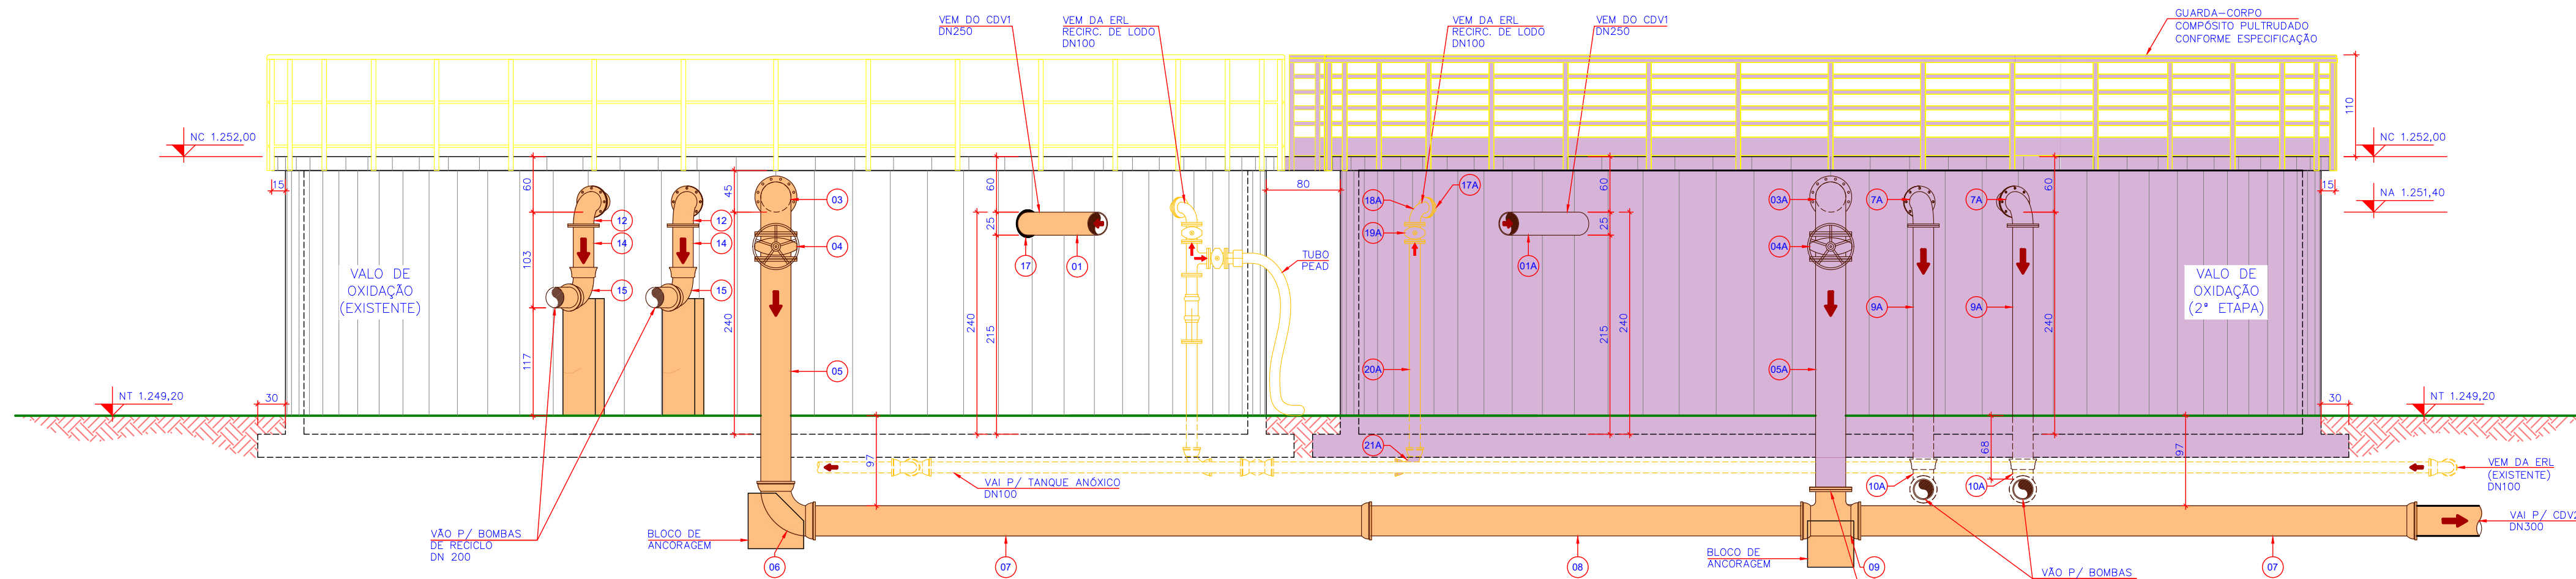 VEM DO CDV1
DN250
VEM DA ERL
RECIRC. DE LODO
DN100
VEM DA ERL
RECIRC. DE LODO
DN100
VEM DO CDV1
DN250
GUARDA-CORPO
COMPÓSITO PULTRUDADO
CONFORME ESPECIFICAÇÃO
110
NC 1.252,00
NC 1.252,00
15
60
45
60
80
60
60
15
NA 1.251,40
12
12
03
25
18A
17A
25
03A
7A
7A
14
14
04
19A
04A
103
17
01
TUBO
PEAD
01A
VALO DE
OXIDAÇÃO
(EXISTENTE)
VALO DE
OXIDAÇÃO
(2ª ETAPA)
15
15
9A
9A
117
240
240
215
215
240
240
05
20A
05A
NT 1.249,20
30
30
NT 1.249,20
97
21A
68
97
VAI P/ TANQUE ANÓXICO
DN100
10A
10A
VEM DA ERL
(EXISTENTE)
DN100
VÃO P/ BOMBAS
DE RECICLO
DN 200
BLOCO DE
ANCORAGEM
BLOCO DE
ANCORAGEM
VAI P/ CDV2
DN300
06
07
08
09
VÃO P/ BOMBAS
07